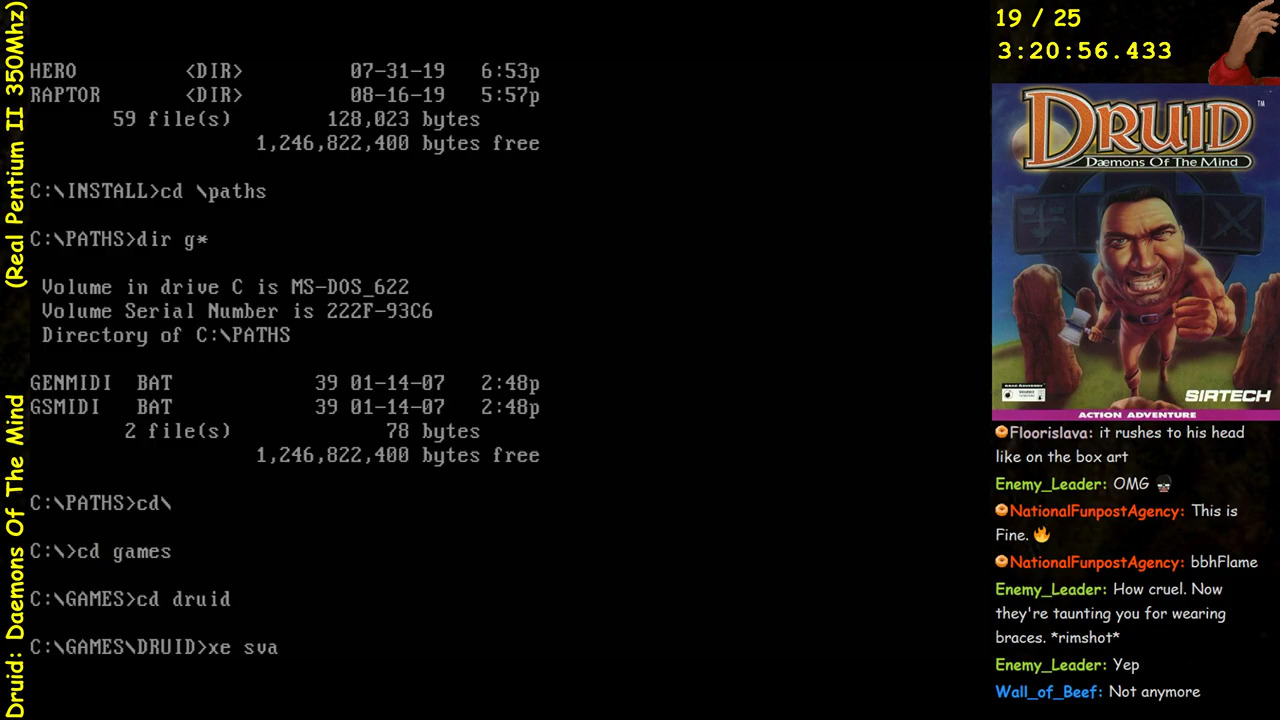 (Real Pentium II 350Mhz)
Druid: Daemons Of The Mind
HERO <DIR> 07-31-19 6:53p
RAPTOR <DIR> 08-16-19 5:57p
59 file(s) 128,023 bytes
1,246,822,400 bytes free
C:\INSTALL>cd \paths
C:\PATHS>dir g*
Volume in drive C is MS-DOS_622
Volume Serial Number is 222F-93C6
Directory of C:\PATHS
GENMIDI BAT 39 01-14-07 2:48p
GSMIDI BAT 39 01-14-07 2:48p
2 file(s) 78 bytes
1,246,822,400 bytes free
C:\PATHS>cd\
C:\>cd games
C:\GAMES>cd druid
C:\GAMES\DRUID>xe sva
19 / 25
3:20:56.433
DRUID™
Dæmons Of The Mind
SIRTECH
ACTION ADVENTURE
Floorislava: it rushes to his head
like on the box art
Enemy_Leader: OMG
NationalFunpostAgency: This is
Fine. 🔥
NationalFunpostAgency: bbhFlame
Enemy_Leader: How cruel. Now
they're taunting you for wearing
braces. *rimshot*
Enemy_Leader: Yep
Wall_of_Beef: Not anymore